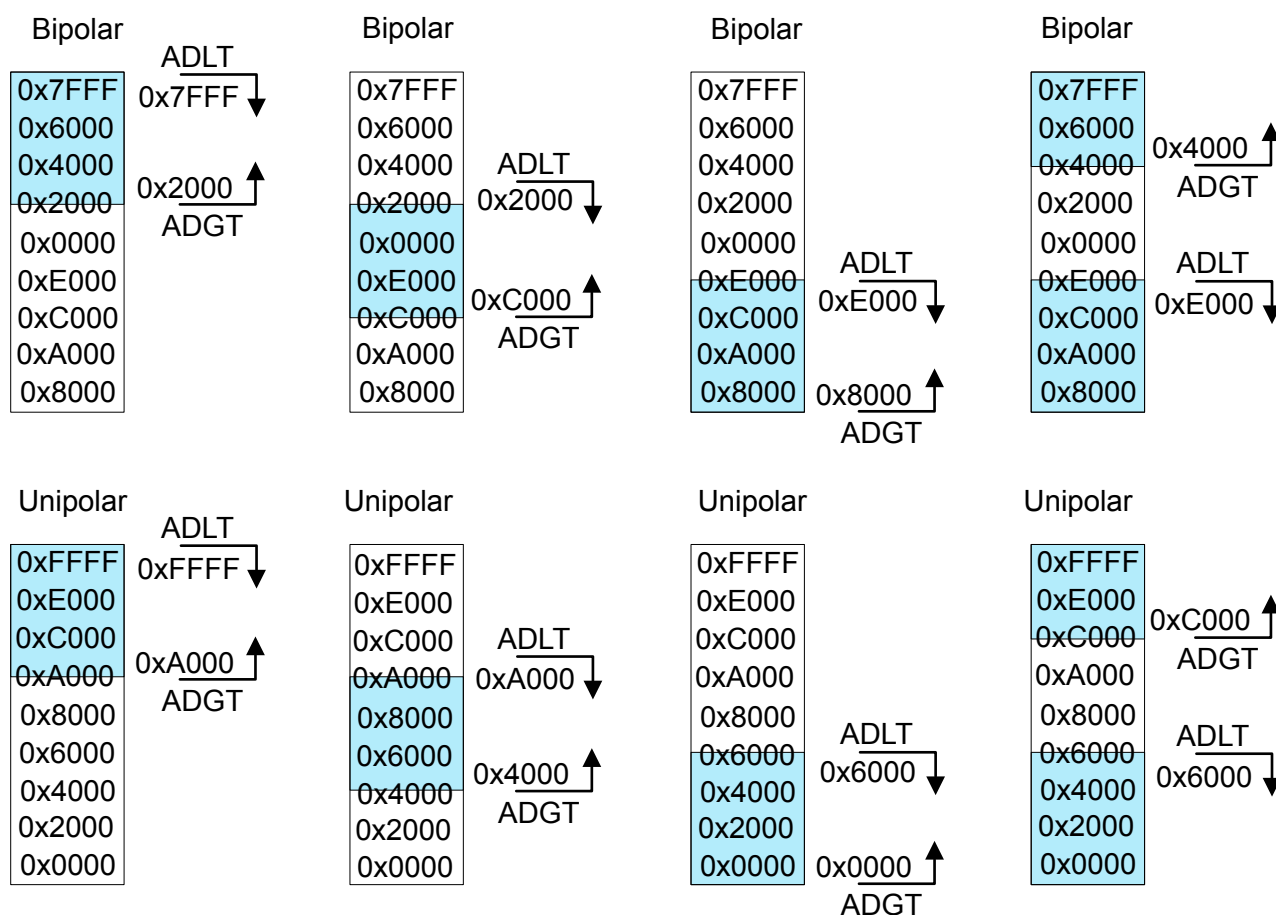 Bipolar
ADLT
0x7FFF
0x7FFF
0x6000
0x4000
0x2000
0x2000
ADGT
0x0000
0xE000
0xC000
0xA000
0x8000
Bipolar
0x7FFF
0x6000
0x4000
ADLT
0x2000
0x2000
0x0000
0xE000
0xC000
0xC000
ADGT
0xA000
0x8000
Bipolar
0x7FFF
0x6000
0x4000
0x2000
0x0000
ADLT
0xE000
0xE000
0xC000
0xA000
0x8000
0x8000
ADGT
Bipolar
0x7FFF
0x6000
0x4000
0x4000
ADGT
0x2000
0x0000
ADLT
0xE000
0xE000
0xC000
0xA000
0x8000
Unipolar
ADLT
0xFFFF
0xFFFF
0xE000
0xC000
0xA000
0xA000
ADGT
0x8000
0x6000
0x4000
0x2000
0x0000
Unipolar
0xFFFF
0xE000
0xC000
ADLT
0xA000
0xA000
0x8000
0x6000
0x4000
0x4000
ADGT
0x2000
0x0000
Unipolar
0xFFFF
0xE000
0xC000
0xA000
0x8000
ADLT
0x6000
0x6000
0x4000
0x2000
0x0000
0x0000
ADGT
Unipolar
0xFFFF
0xE000
0xC000
0xC000
ADGT
0xA000
0x8000
ADLT
0x6000
0x6000
0x4000
0x2000
0x0000